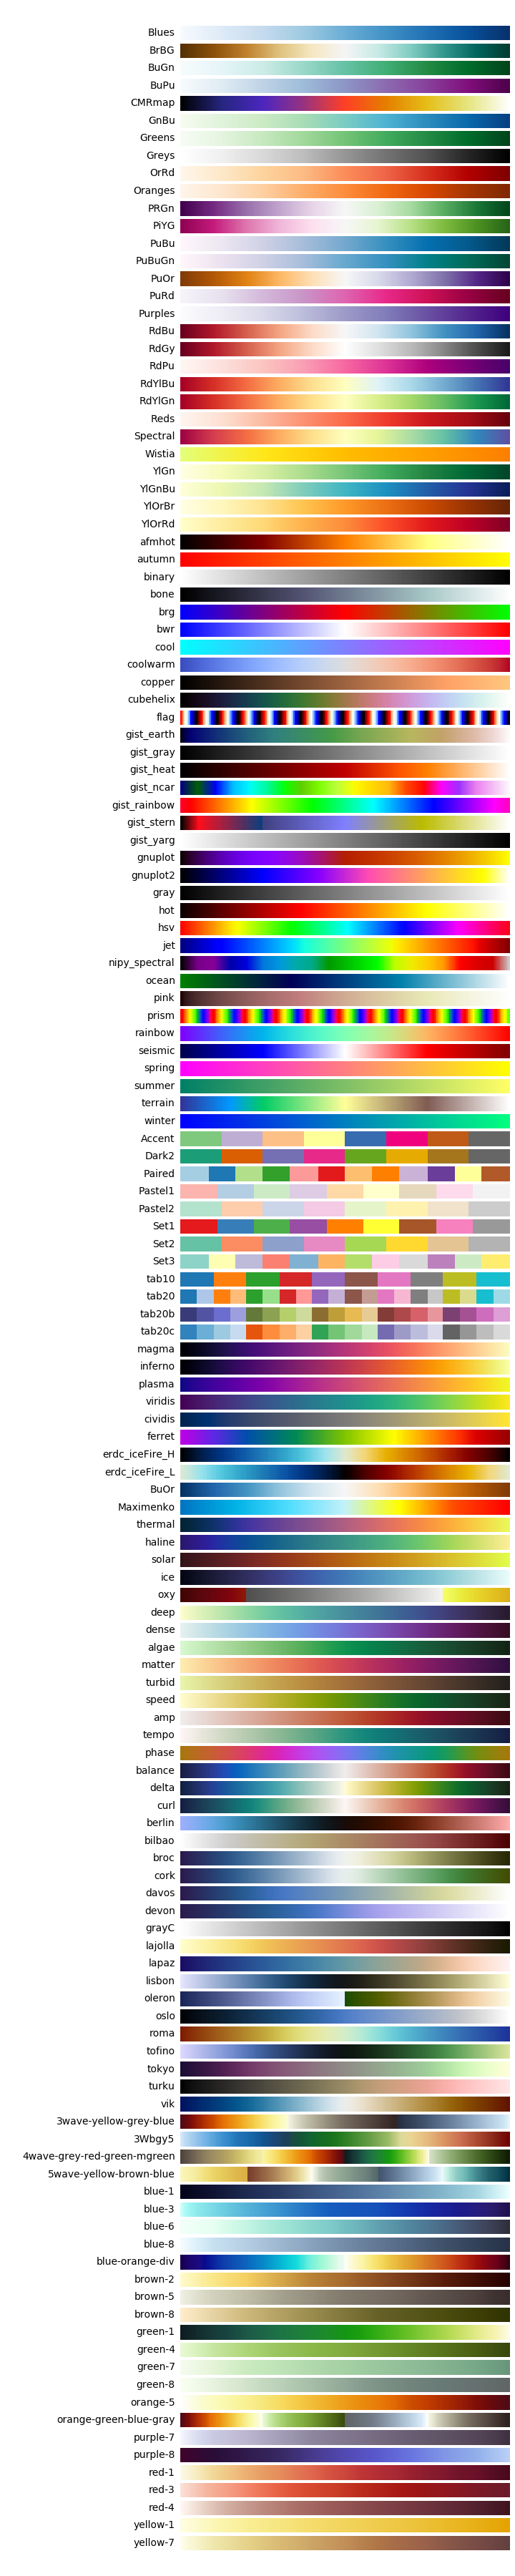 Blues
BrBG
BuGn
BuPu
CMRmap
GnBu
Greens
Greys
OrRd
Oranges
PRGn
PiYG
PuBu
PuBuGn
PuOr
PuRd
Purples
RdBu
RdGy
RdPu
RdYlBu
RdYlGn
Reds
Spectral
Wistia
YlGn
YlGnBu
YlOrBr
YlOrRd
afmhot
autumn
binary
bone
brg
bwr
cool
coolwarm
copper
cubehelix
flag
gist_earth
gist_gray
gist_heat
gist_ncar
gist_rainbow
gist_stern
gist_yarg
gnuplot
gnuplot2
gray
hot
hsv
jet
nipy_spectral
ocean
pink
prism
rainbow
seismic
spring
summer
terrain
winter
Accent
Dark2
Paired
Pastel1
Pastel2
Set1
Set2
Set3
tab10
tab20
tab20b
tab20c
magma
inferno
plasma
viridis
cividis
ferret
erdc_iceFire_H
erdc_iceFire_L
BuOr
Maximenko
thermal
haline
solar
ice
oxy
deep
dense
algae
matter
turbid
speed
amp
tempo
phase
balance
delta
curl
berlin
bilbao
broc
cork
davos
devon
grayC
lajolla
lapaz
lisbon
oleron
oslo
roma
tofino
tokyo
turku
vik
3wave-yellow-grey-blue
3Wbgy5
4wave-grey-red-green-mgreen
5wave-yellow-brown-blue
blue-1
blue-3
blue-6
blue-8
blue-orange-div
brown-2
brown-5
brown-8
green-1
green-4
green-7
green-8
orange-5
orange-green-blue-gray
purple-7
purple-8
red-1
red-3
red-4
yellow-1
yellow-7